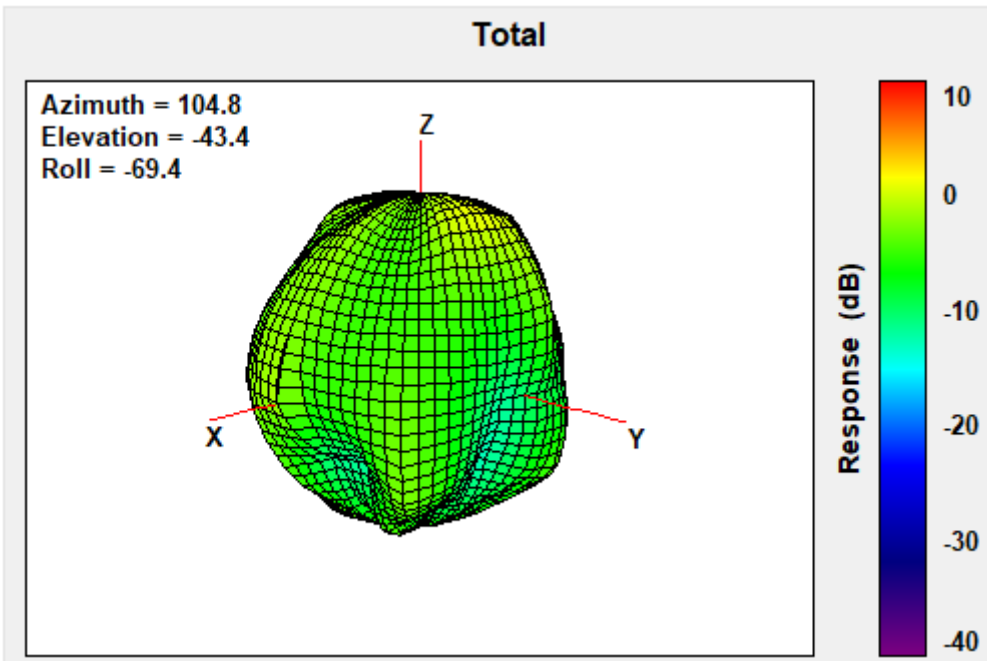 Total
Azimuth = 104.8
Elevation = -43.4
Roll = -69.4
Z
X
Y
10
0
-10
-20
-30
-40
Response (dB)